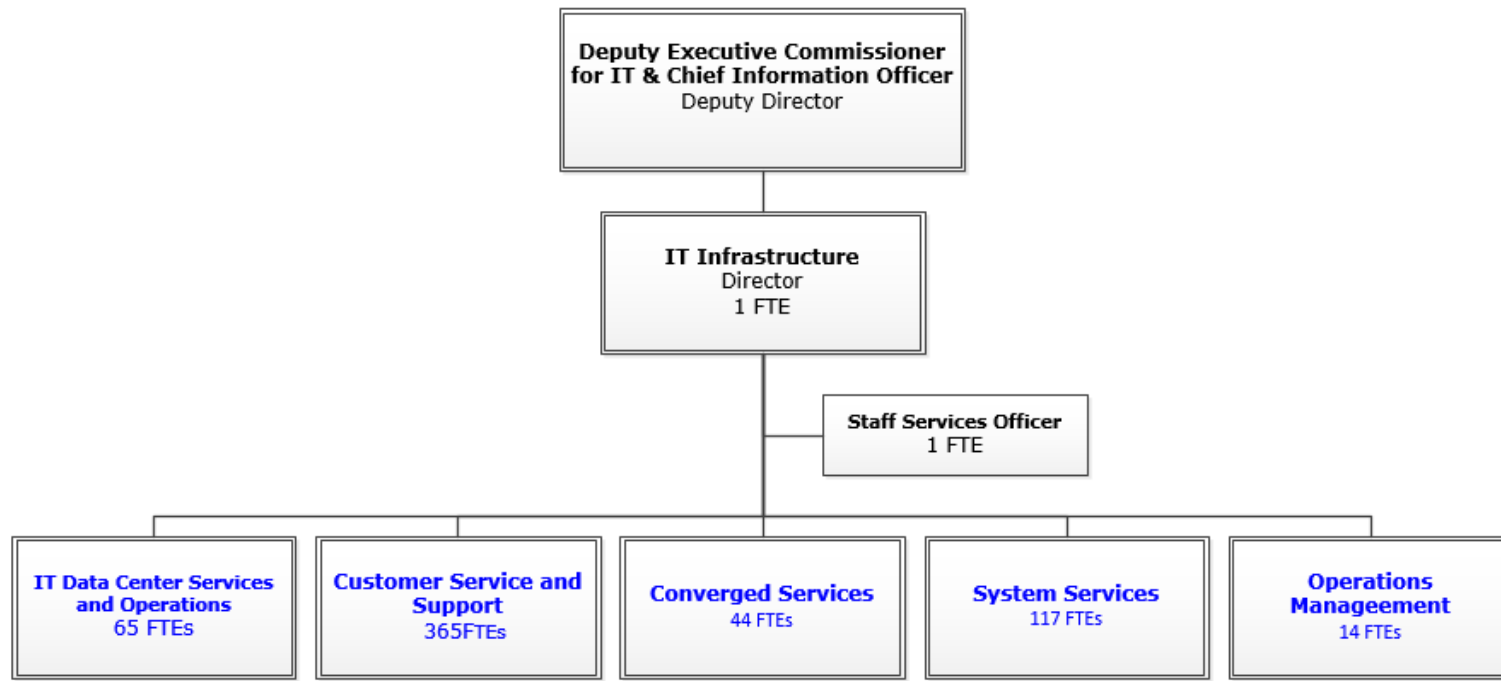 Deputy Executive Commissioner
for IT & Chief Information Officer
Deputy Director
IT Infrastructure
Director
1 FTE
Staff Services Officer
1 FTE
IT Data Center Services
and Operations
65 FTEs
Customer Service and
Support
365FTEs
Converged Services
44 FTEs
System Services
117 FTEs
Operations
Manageement
14 FTEs